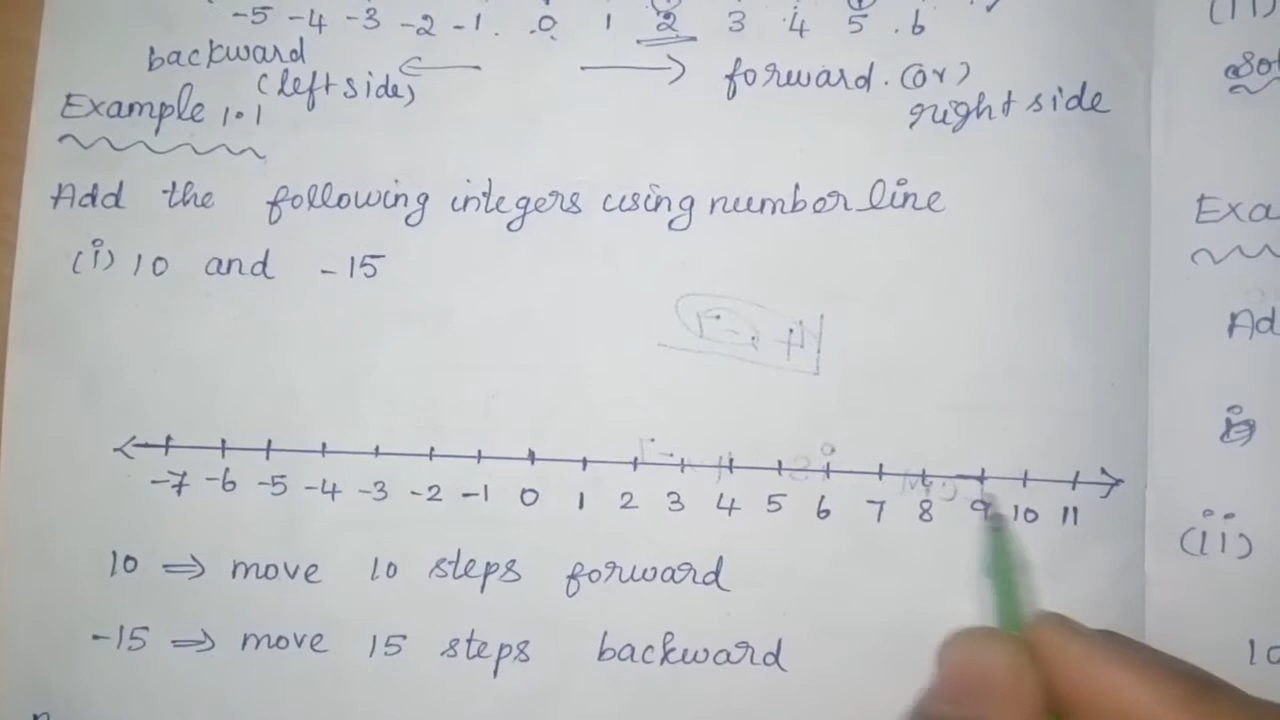 -5 -4 -3 -2 -1 0 1 2 3 4 5 6
backward
(left side)
forward. (or)
right side
Example 1.1
Add the following integers using number line
(i) 10 and -15
-7 -6 -5 -4 -3 -2 -1 0 1 2 3 4 5 6 7 8 9 10 11
10 ⇒ move 10 steps forward
-15 ⇒ move 15 steps backward
(ii)
Exa
Ad
(ii)
10